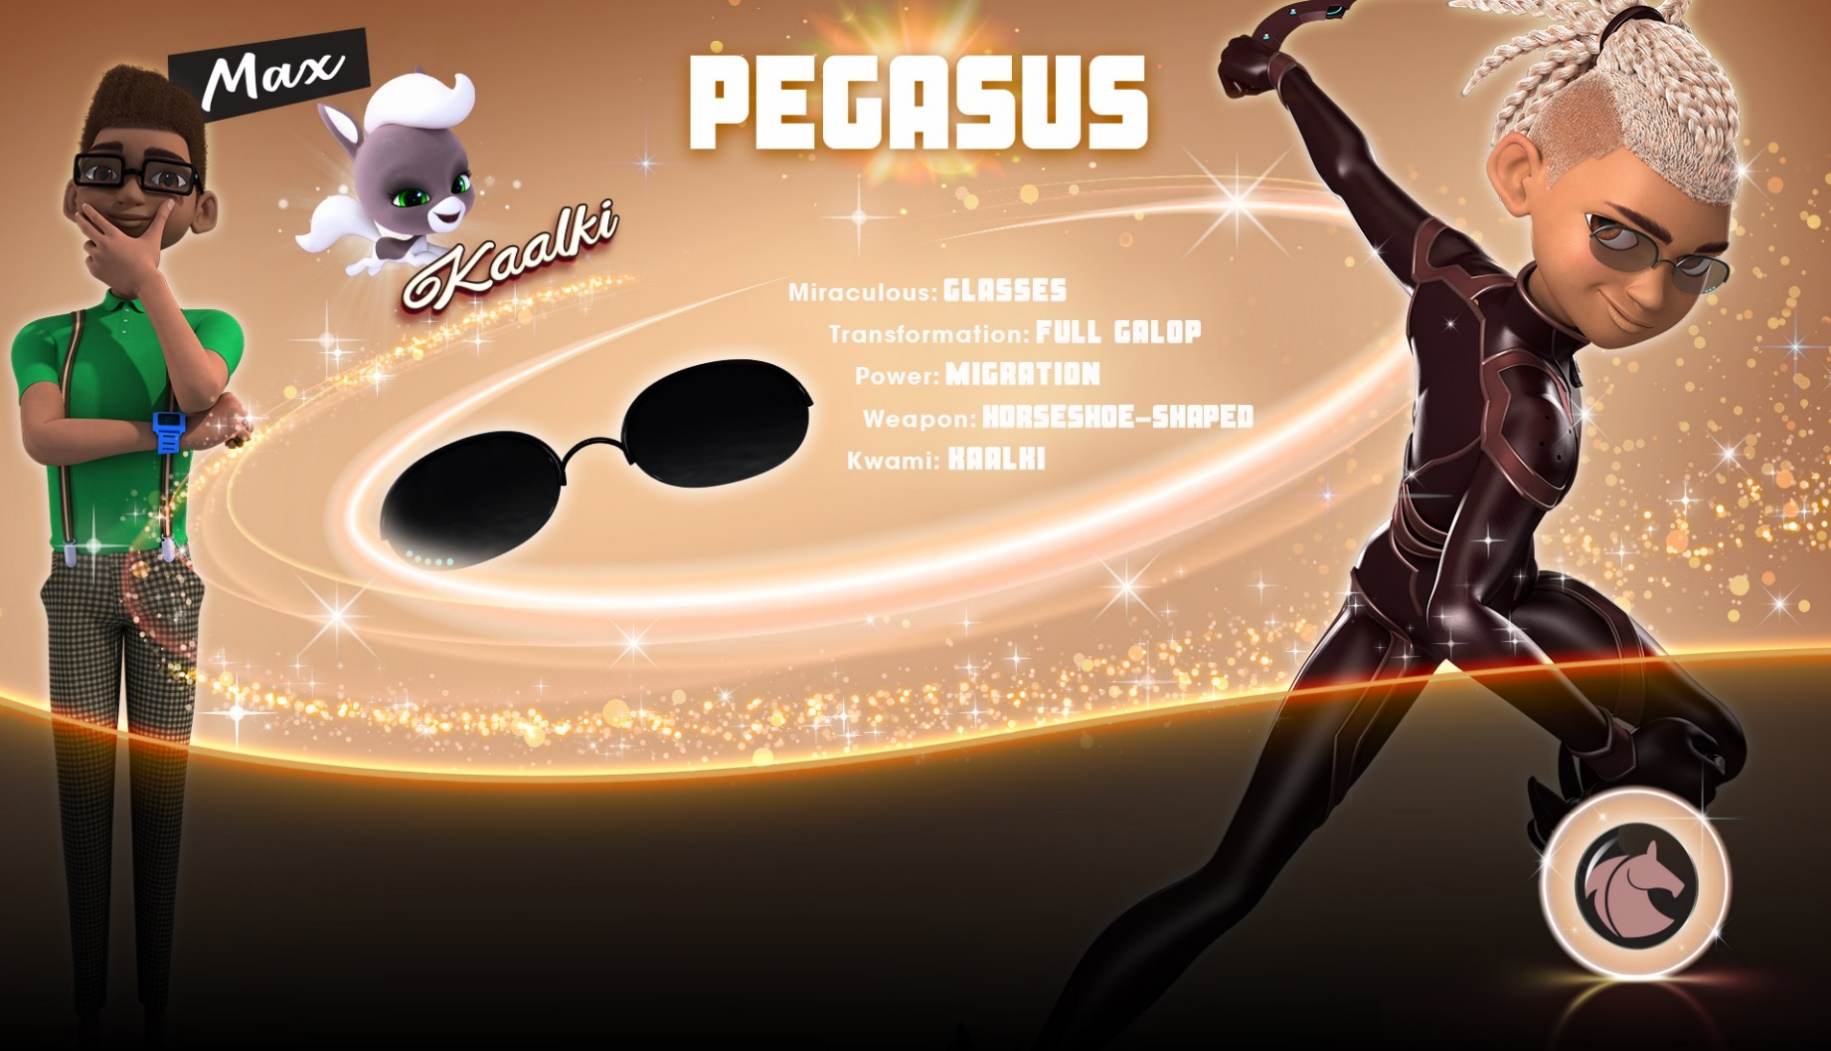 Max
PEGASUS
Kaalki
Miraculous: GLASSES
Transformation: FULL GALOP
Power: MIGRATION
Weapon: HORSESHOE-SHAPED
Kwami: KAALKI